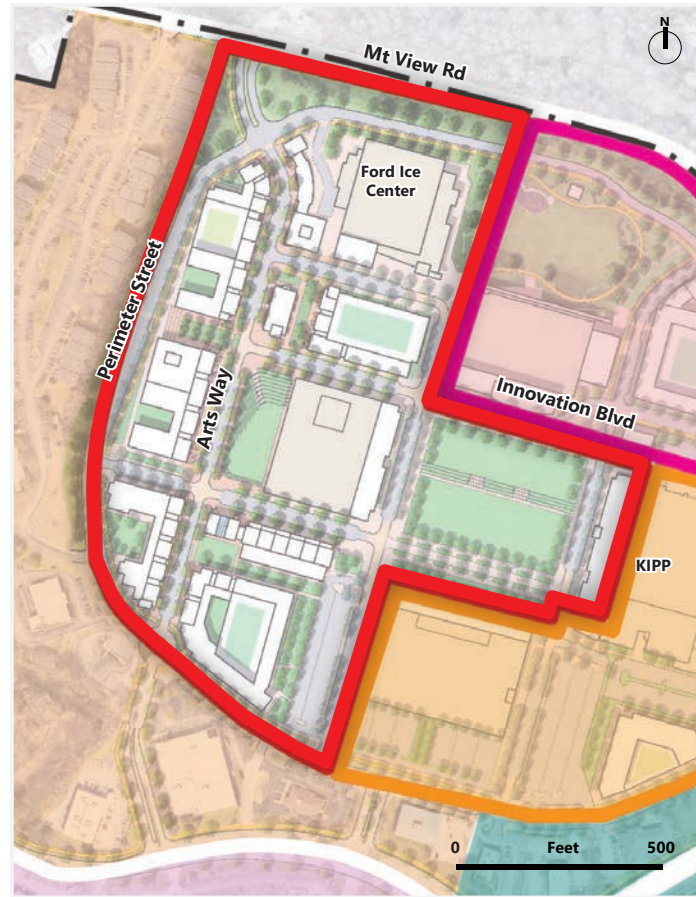 N
Mt View Rd
Ford Ice
Center
Perimeter Street
Arts Way
Innovation Blvd
KIPP
0 Feet 500